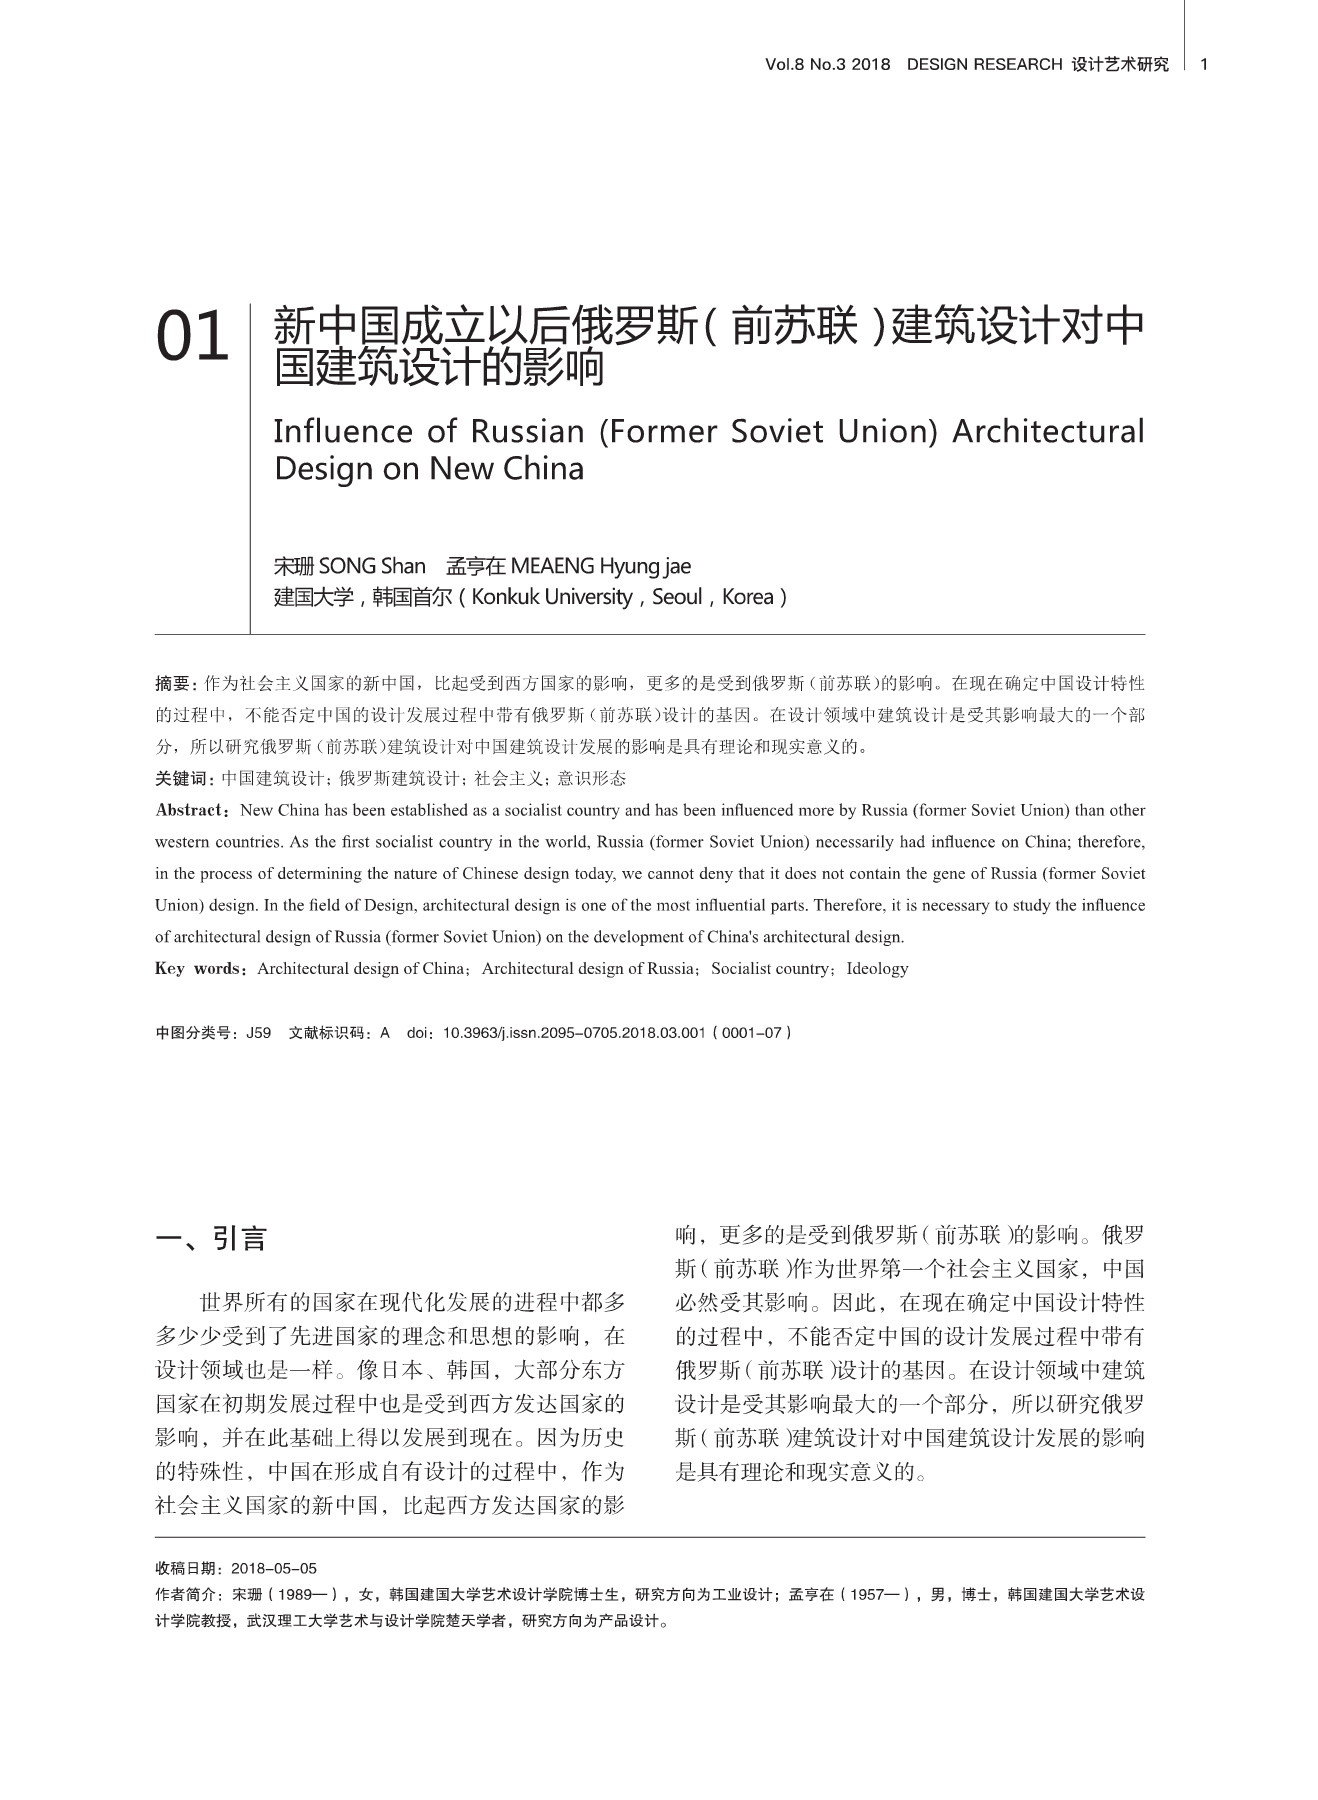 Vol.8 No.3 2018 DESIGN RESEARCH 设计艺术研究 1
01
新中国成立以后俄罗斯(前苏联)建筑设计对中
国建筑设计的影响
Influence of Russian (Former Soviet Union) Architectural
Design on New China
宋珊 SONG Shan 孟亨在 MEAENG Hyung jae
建国大学，韩国首尔（Konkuk University，Seoul，Korea）
摘要：作为社会主义国家的新中国，比起受到西方国家的影响，更多的是受到俄罗斯（前苏联）的影响。在现在确定中国设计特性
的过程中，不能否定中国的设计发展过程中带有俄罗斯（前苏联）设计的基因。在设计领域中建筑设计是受其影响最大的一个部
分，所以研究俄罗斯（前苏联）建筑设计对中国建筑设计发展的影响是具有理论和现实意义的。
关键词：中国建筑设计；俄罗斯建筑设计；社会主义；意识形态
Abstract：New China has been established as a socialist country and has been influenced more by Russia (former Soviet Union) than other
western countries. As the first socialist country in the world, Russia (former Soviet Union) necessarily had influence on China; therefore,
in the process of determining the nature of Chinese design today, we cannot deny that it does not contain the gene of Russia (former Soviet
Union) design. In the field of Design, architectural design is one of the most influential parts. Therefore, it is necessary to study the influence
of architectural design of Russia (former Soviet Union) on the development of China's architectural design.
Key words：Architectural design of China；Architectural design of Russia；Socialist country；Ideology
中图分类号：J59 文献标识码：A doi：10.3963/j.issn.2095-0705.2018.03.001（0001-07）
一、引言
世界所有的国家在现代化发展的进程中都多
多少少受到了先进国家的理念和思想的影响，在
设计领域也是一样。像日本、韩国，大部分东方
国家在初期发展过程中也是受到西方发达国家的
影响，并在此基础上得以发展到现在。因为历史
的特殊性，中国在形成自有设计的过程中，作为
社会主义国家的新中国，比起西方发达国家的影
响，更多的是受到俄罗斯（前苏联）的影响。俄罗
斯（前苏联）作为世界第一个社会主义国家，中国
必然受其影响。因此，在现在确定中国设计特性
的过程中，不能否定中国的设计发展过程中带有
俄罗斯（前苏联）设计的基因。在设计领域中建筑
设计是受其影响最大的一个部分，所以研究俄罗
斯（前苏联）建筑设计对中国建筑设计发展的影响
是具有理论和现实意义的。
收稿日期：2018-05-05
作者简介：宋珊（1989—），女，韩国建国大学艺术设计学院博士生，研究方向为工业设计；孟亨在（1957—），男，博士，韩国建国大学艺术设
计学院教授，武汉理工大学艺术与设计学院楚天学者，研究方向为产品设计。